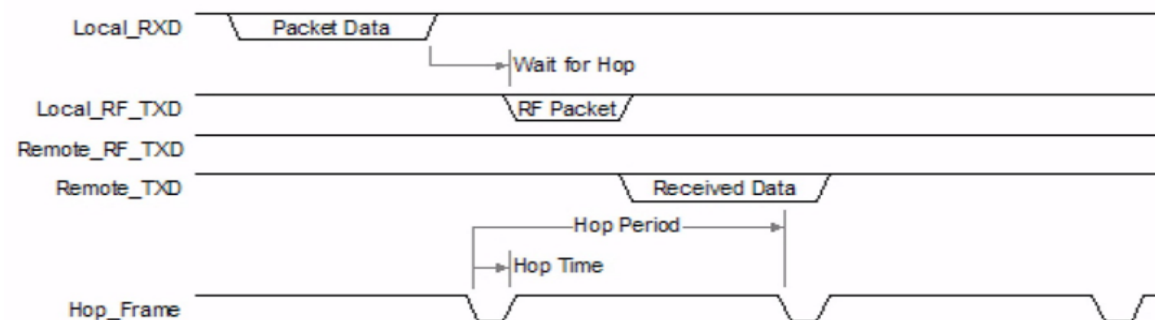 Local_RXD Packet Data
Wait for Hop
Local_RF_TXD RF Packet
Remote_RF_TXD
Remote_TXD Received Data
Hop Period
Hop Time
Hop_Frame